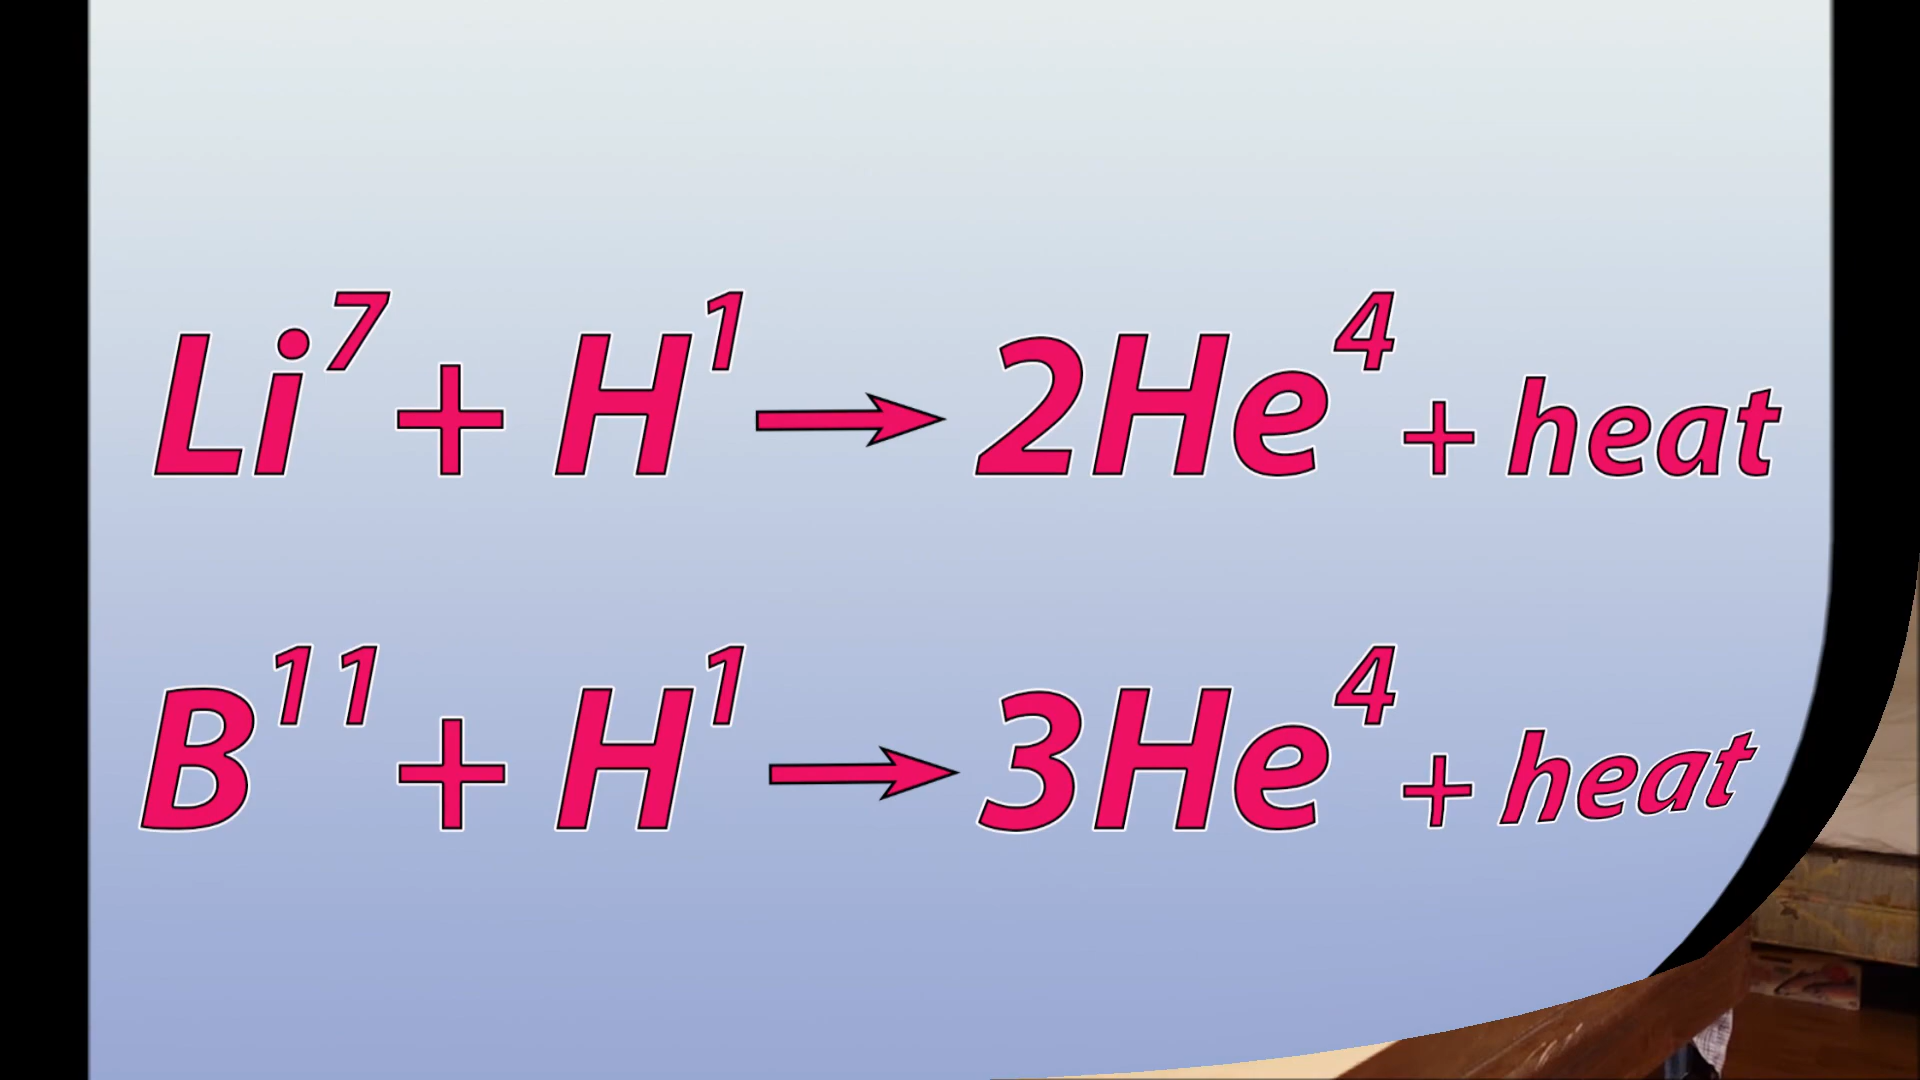 Li⁷ + H¹ → 2He⁴ + heat
B¹¹ + H¹ → 3He⁴ + heat